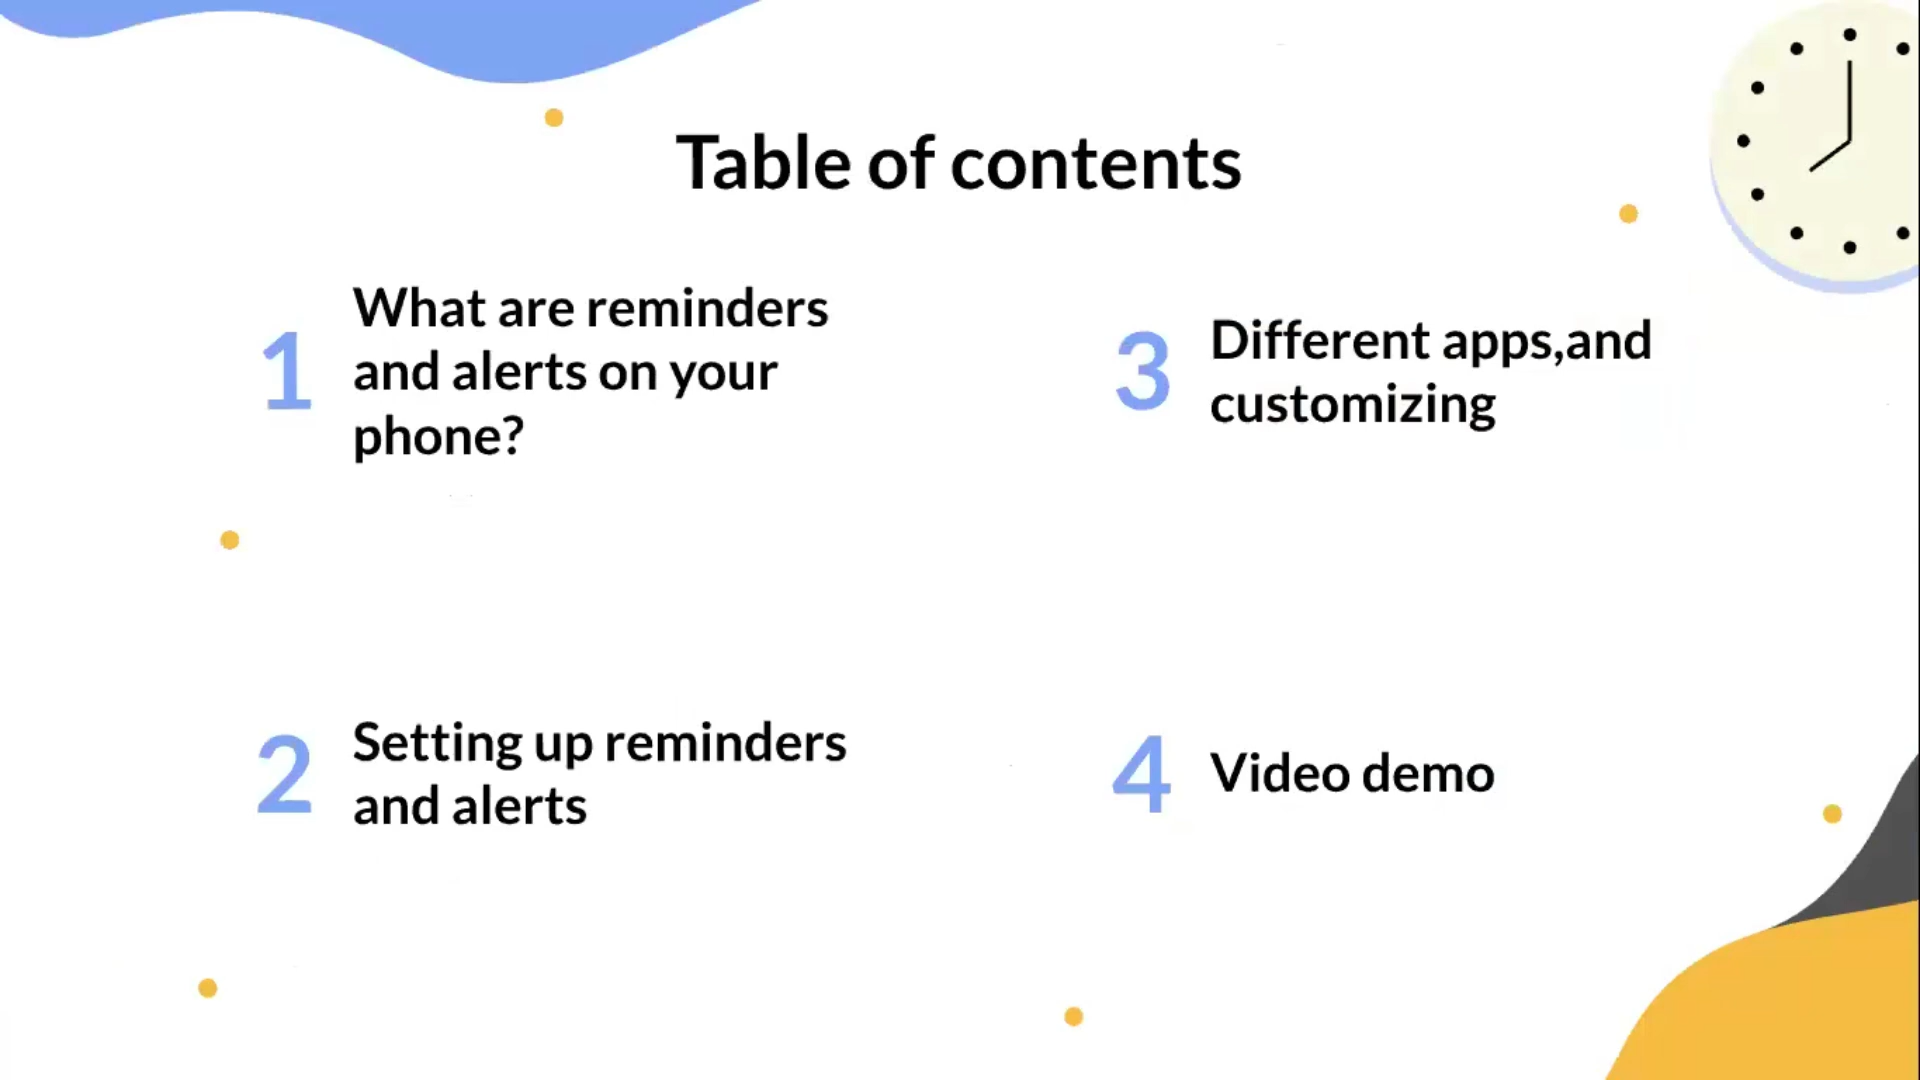 Table of contents
1
What are reminders
and alerts on your
phone?
2
Setting up reminders
and alerts
3
Different apps,and
customizing
4
Video demo